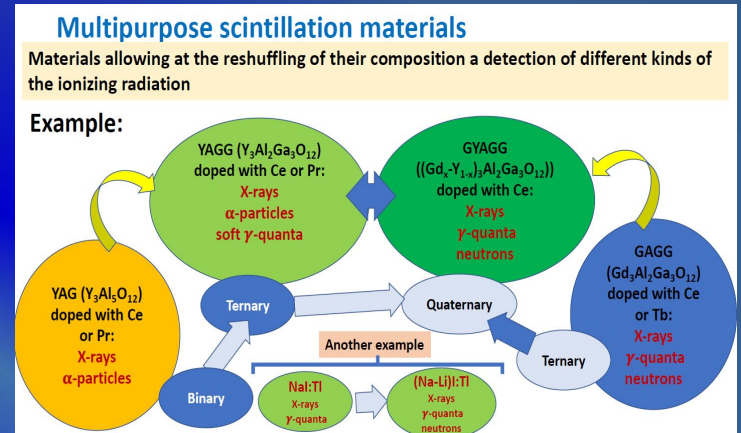 Multipurpose scintillation materials
Materials allowing at the reshuffling of their composition a detection of different kinds of
the ionizing radiation
Example:
YAGG (Y₃Al₂Ga₃O₁₂)
doped with Ce or Pr:
X-rays
α-particles
soft γ-quanta
GYAGG
((Gdₓ-Y₁₋ₓ)₃Al₂Ga₃O₁₂))
doped with Ce:
X-rays
γ-quanta
neutrons
YAG (Y₃Al₅O₁₂)
doped with Ce
or Pr:
X-rays
α-particles
GAGG
(Gd₃Al₂Ga₃O₁₂)
doped with Ce
or Tb:
X-rays
γ-quanta
neutrons
Ternary
Quaternary
Another example
Ternary
Binary
NaI:Tl
X-rays
γ-quanta
(Na-Li)I:Tl
X-rays
γ-quanta
neutrons